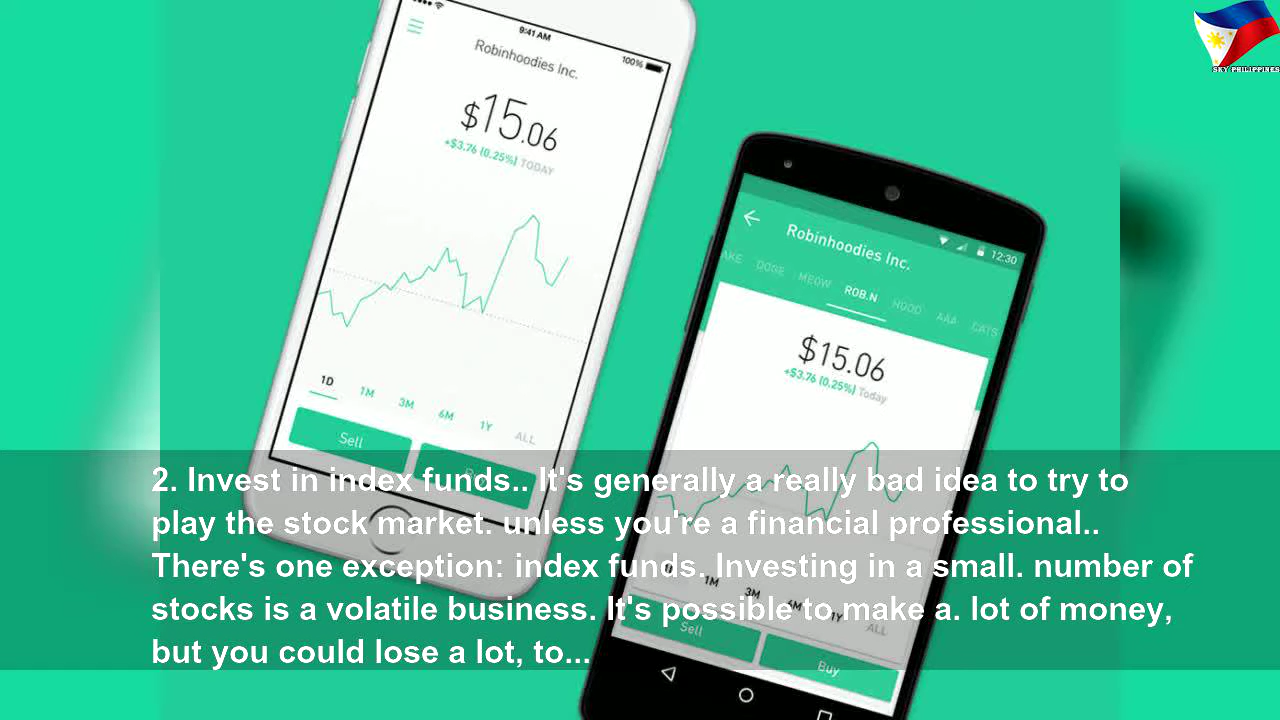 SKY PHILIPPINES
9:41 AM
100%
Robinhoodies Inc.
$15.06
+$3.76 (0.25%) TODAY
1D 1M 3M 6M 1Y ALL
Sell
12:30
Robinhoodies Inc.
DOGE MEOW ROB.N HOOD AAA CATS
$15.06
+$3.76 (0.25%) Today
1M 3M 6M 1Y ALL
Sell Buy
2. Invest in index funds.. It's generally a really bad idea to try to
play the stock market. unless you're a financial professional..
There's one exception: index funds. Investing in a small. number of
stocks is a volatile business. It's possible to make a. lot of money,
but you could lose a lot, to...